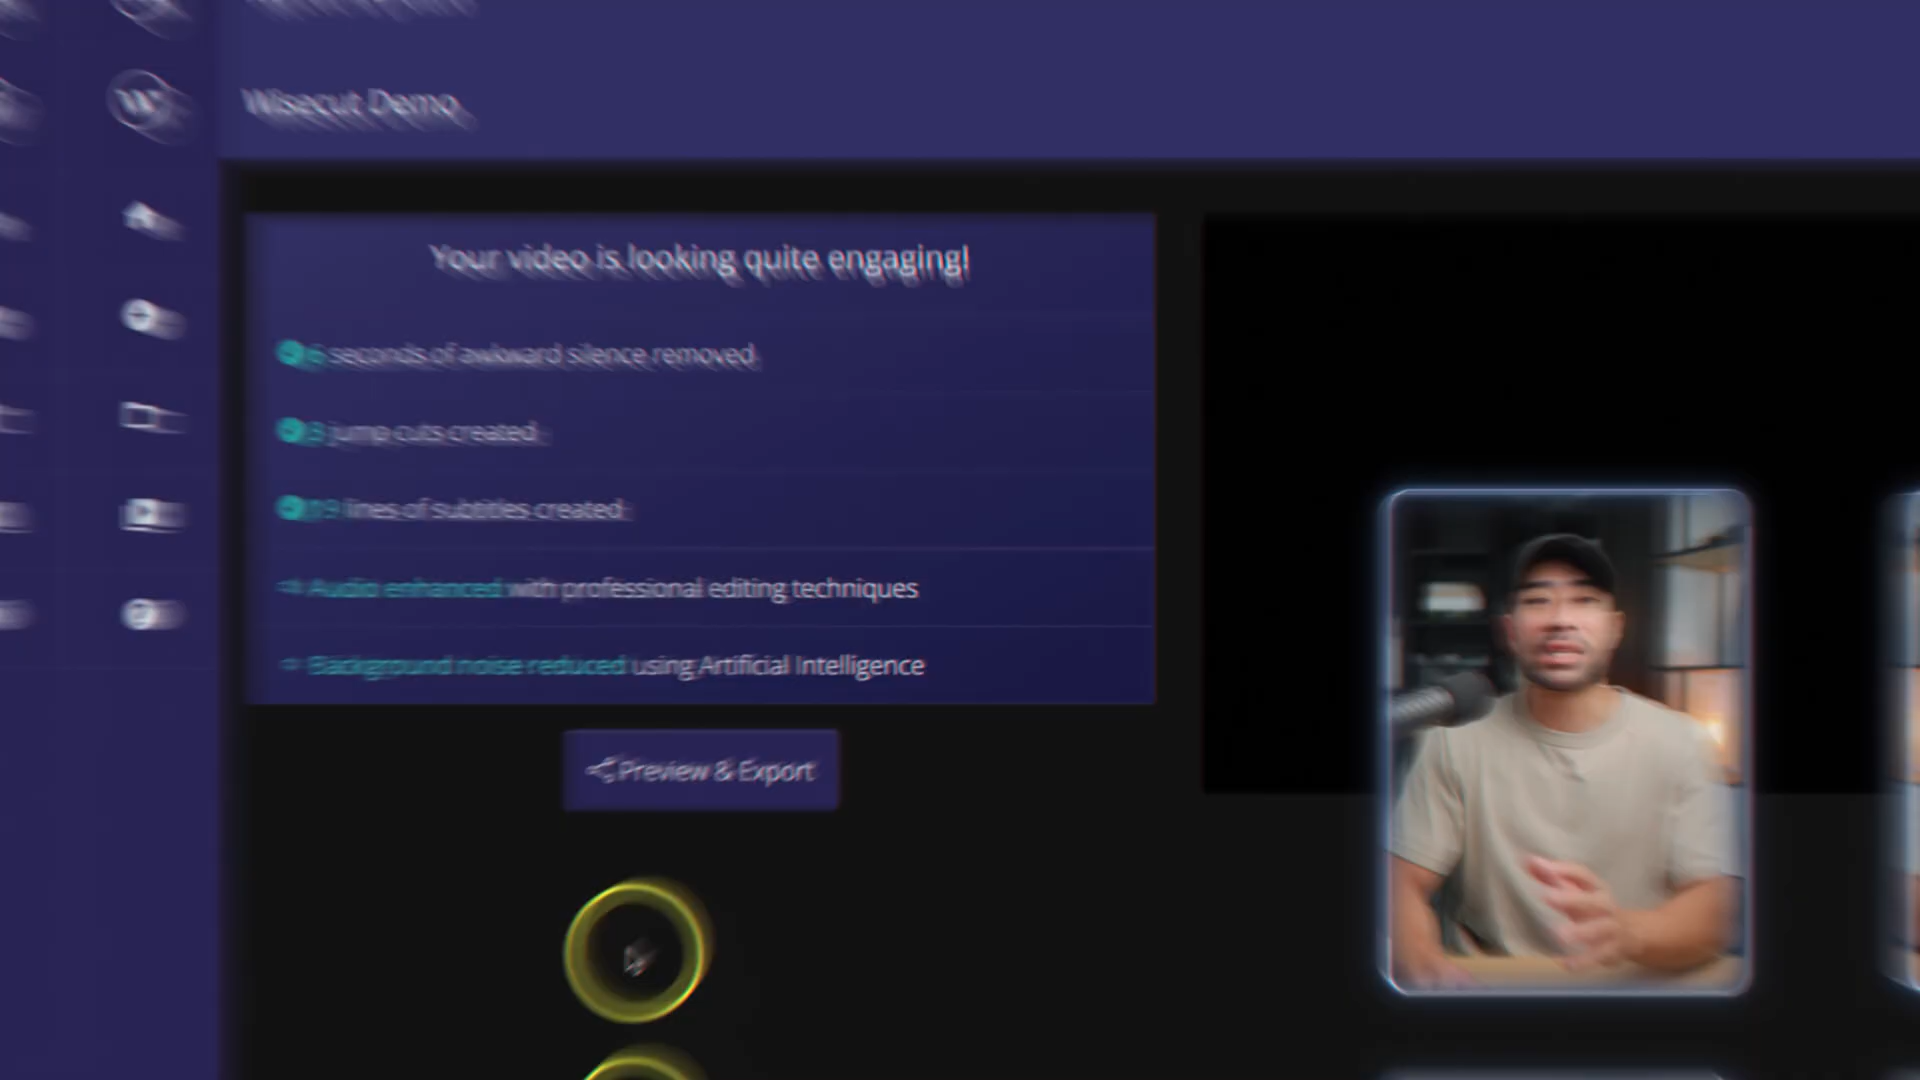 W
Wisecut Demo
Your video is looking quite engaging!
6 seconds of awkward silence removed
jump cuts created
lines of subtitles created
Audio enhanced with professional editing techniques
Background noise reduced using Artificial Intelligence
Preview & Export